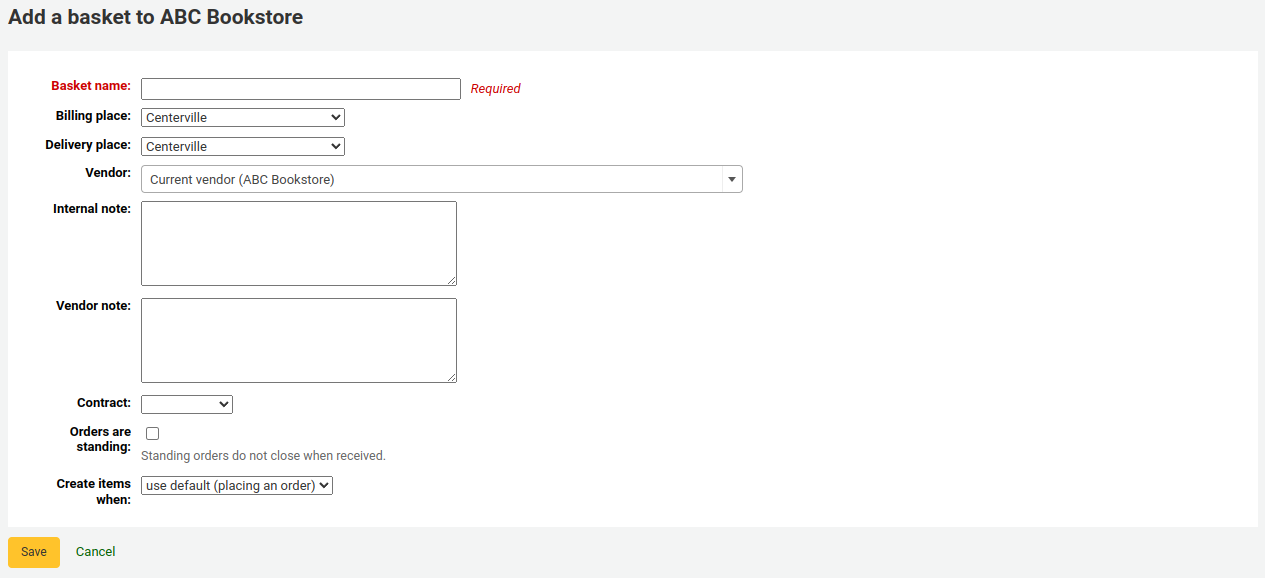 Add a basket to ABC Bookstore
Basket name:
Required
Billing place: Centerville
Delivery place: Centerville
Vendor: Current vendor (ABC Bookstore)
Internal note:
Vendor note:
Contract:
Orders are
standing:
Standing orders do not close when received.
Create items
when:
use default (placing an order)
Save Cancel